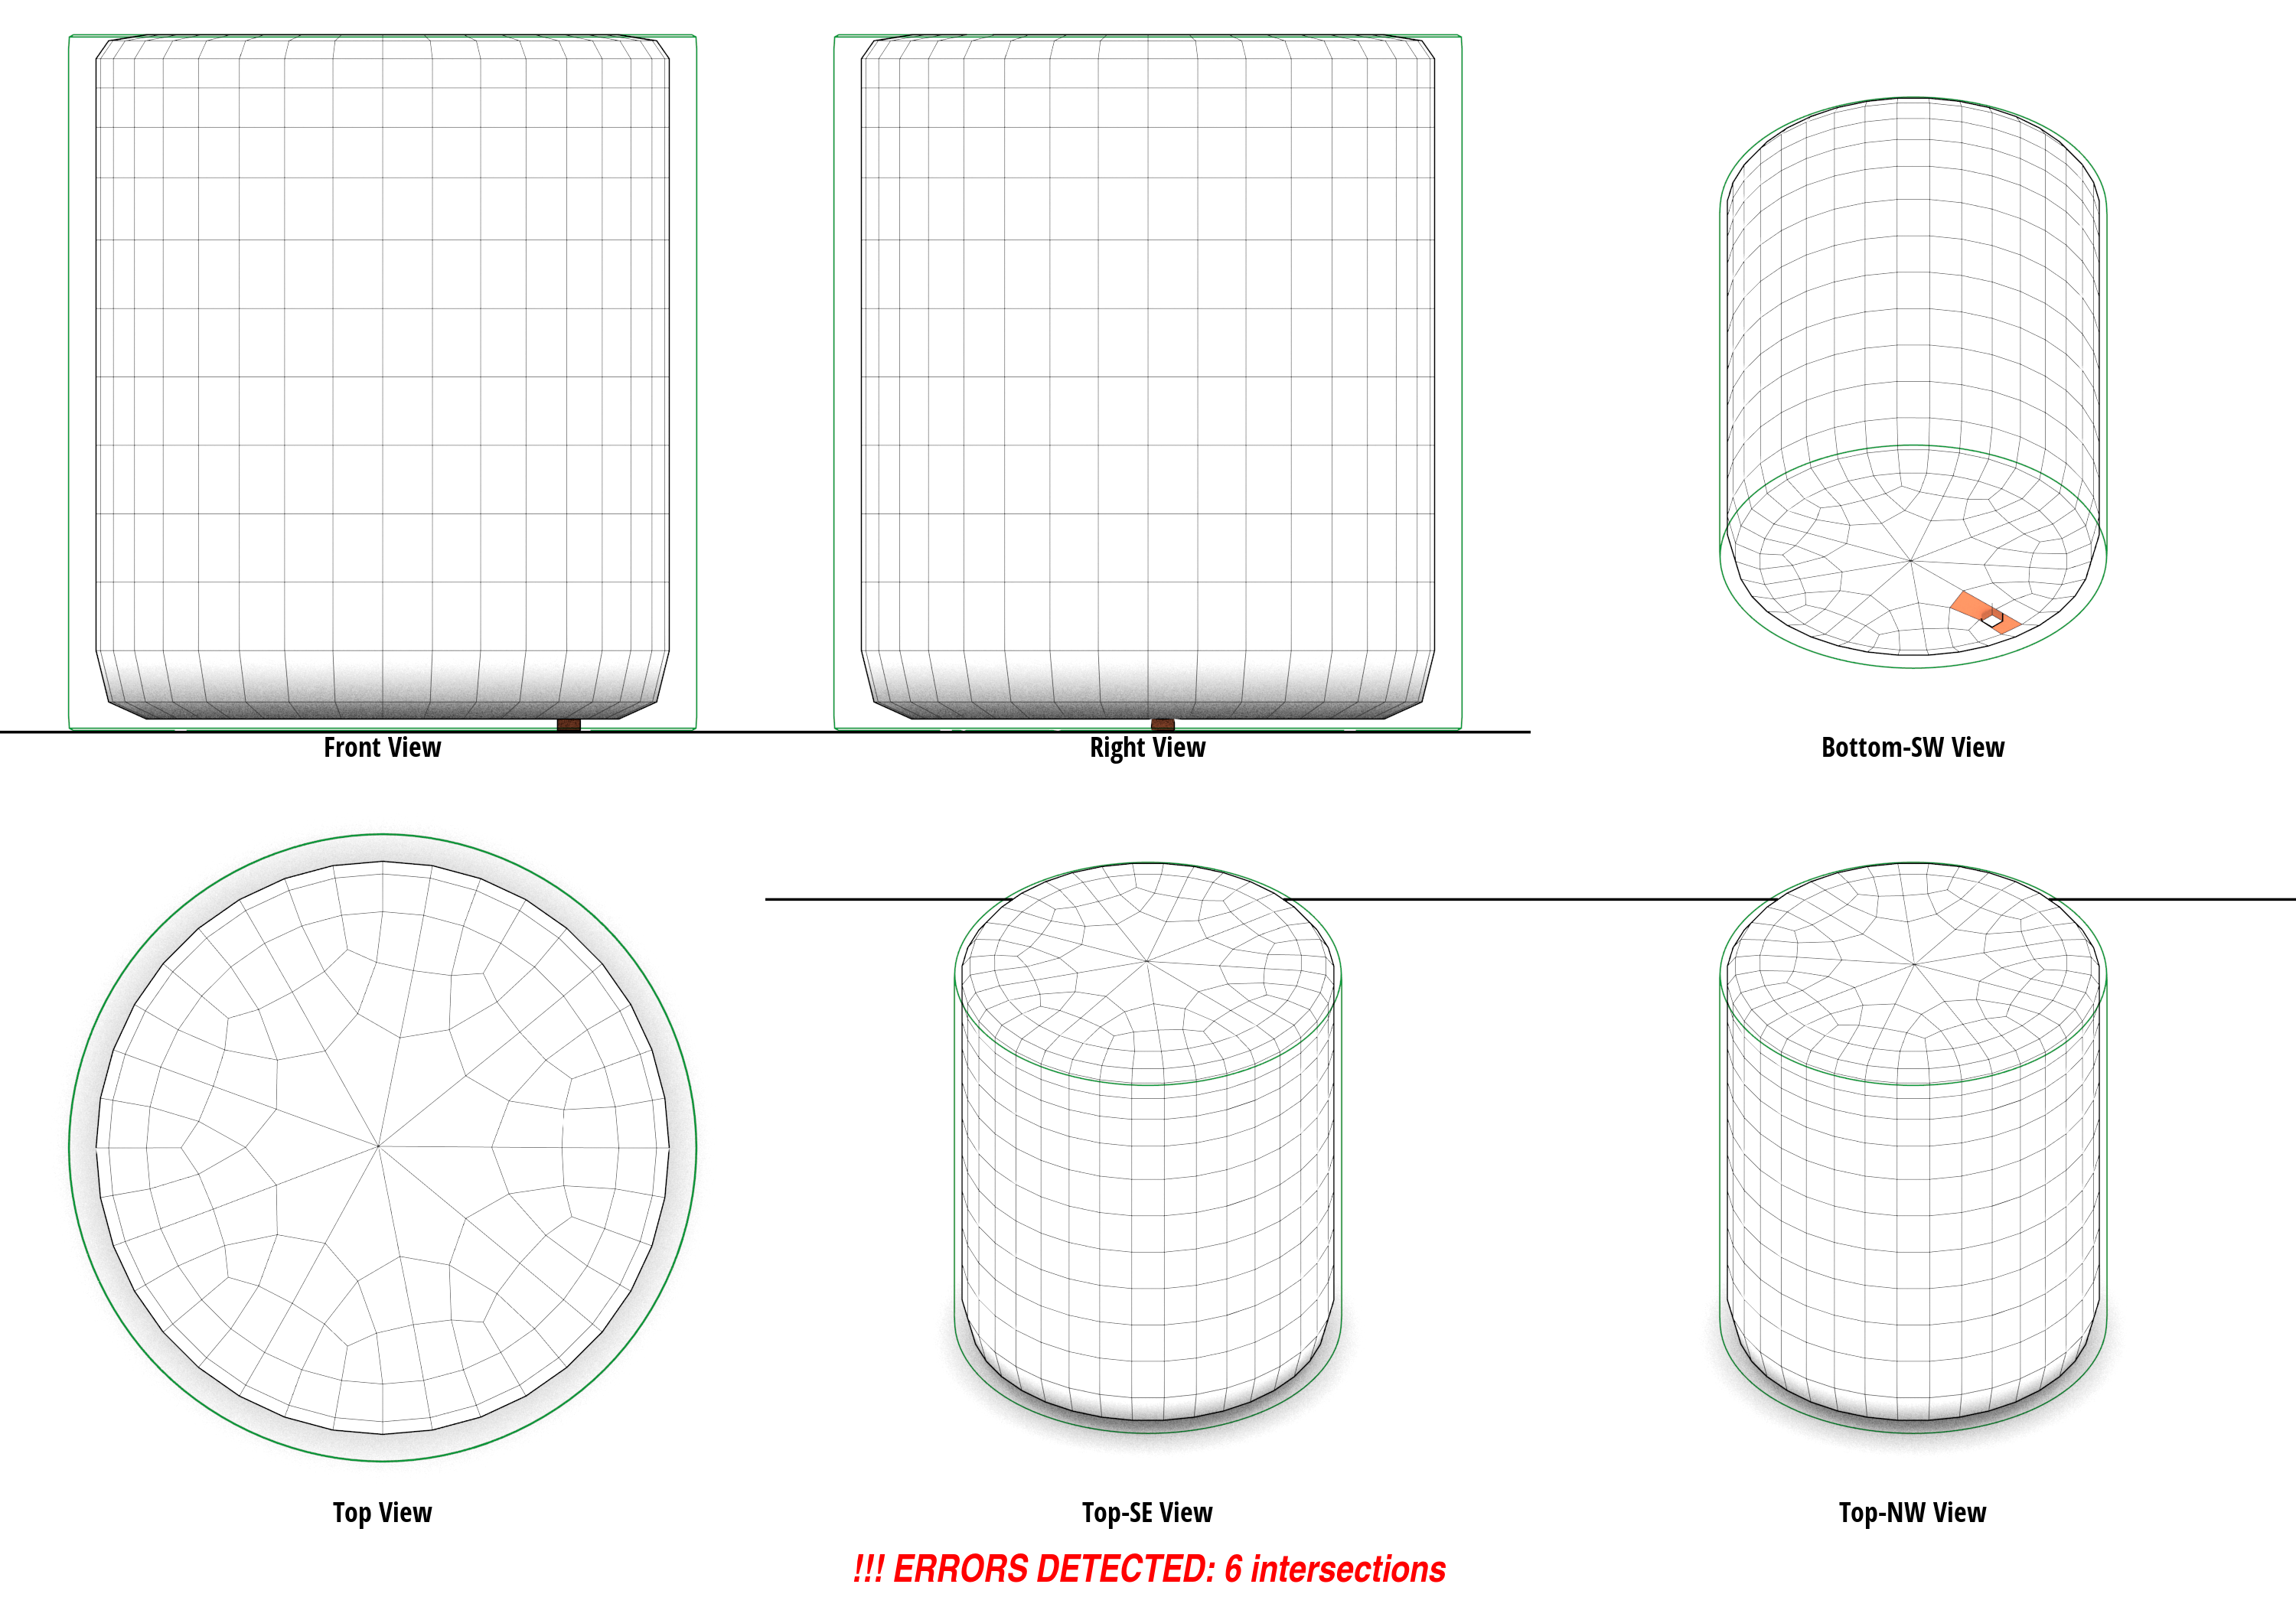 Front View
Right View
Bottom-SW View
Top View
Top-SE View
Top-NW View
!!! ERRORS DETECTED: 6 intersections